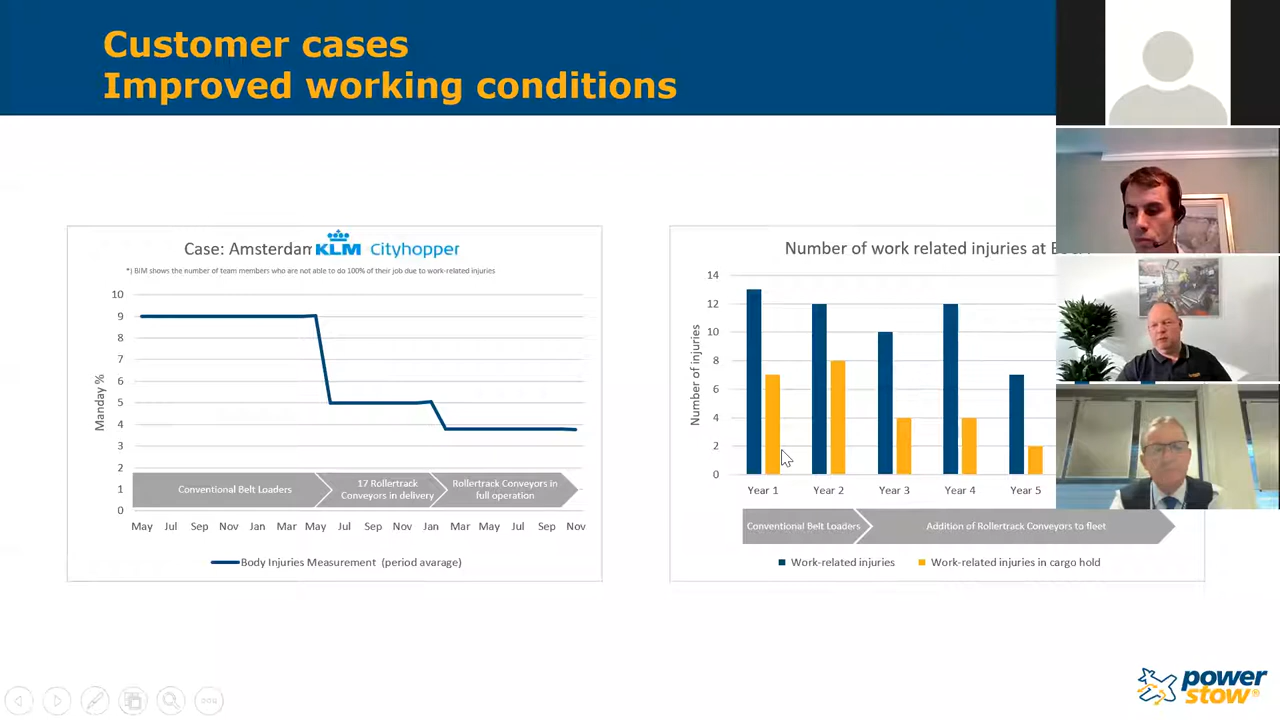 Customer cases
Improved working conditions
Case: Amsterdam KLM Cityhopper
*) BIM shows the number of team members who are not able to do 100% of their job due to work-related injuries
Manday %
10
9
8
7
6
5
4
3
2
1
0
Conventional Belt Loaders
17 Rollertrack
Conveyors in delivery
Rollertrack Conveyors in
full operation
May Jul Sep Nov Jan Mar May Jul Sep Nov Jan Mar May Jul Sep Nov
Body Injuries Measurement (period avarage)
Number of work related injuries at
Number of injuries
14
12
10
8
6
4
2
0
Year 1 Year 2 Year 3 Year 4 Year 5
Conventional Belt Loaders
Addition of Rollertrack Conveyors to fleet
Work-related injuries
Work-related injuries in cargo hold
power
stow®